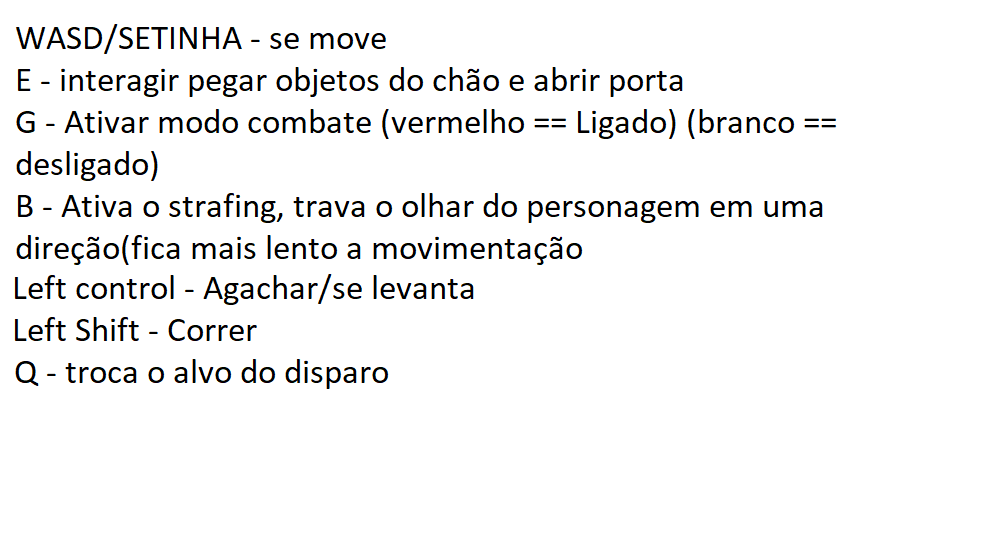 WASD/SETINHA - se move
E - interagir pegar objetos do chão e abrir porta
G - Ativar modo combate (vermelho == Ligado) (branco ==
desligado)
B - Ativa o strafing, trava o olhar do personagem em uma
direção(fica mais lento a movimentação
Left control - Agachar/se levanta
Left Shift - Correr
Q - troca o alvo do disparo